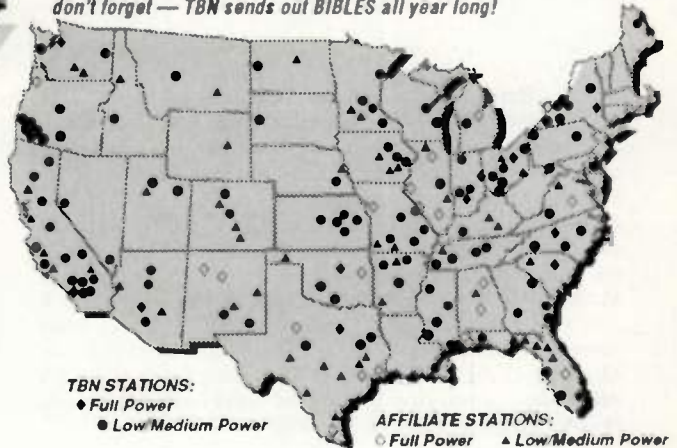 don't forget — TBN sends out BIBLES all year long!
TBN STATIONS:
◆ Full Power
● Low/Medium Power
AFFILIATE STATIONS:
◇ Full Power ▲ Low/Medium Power